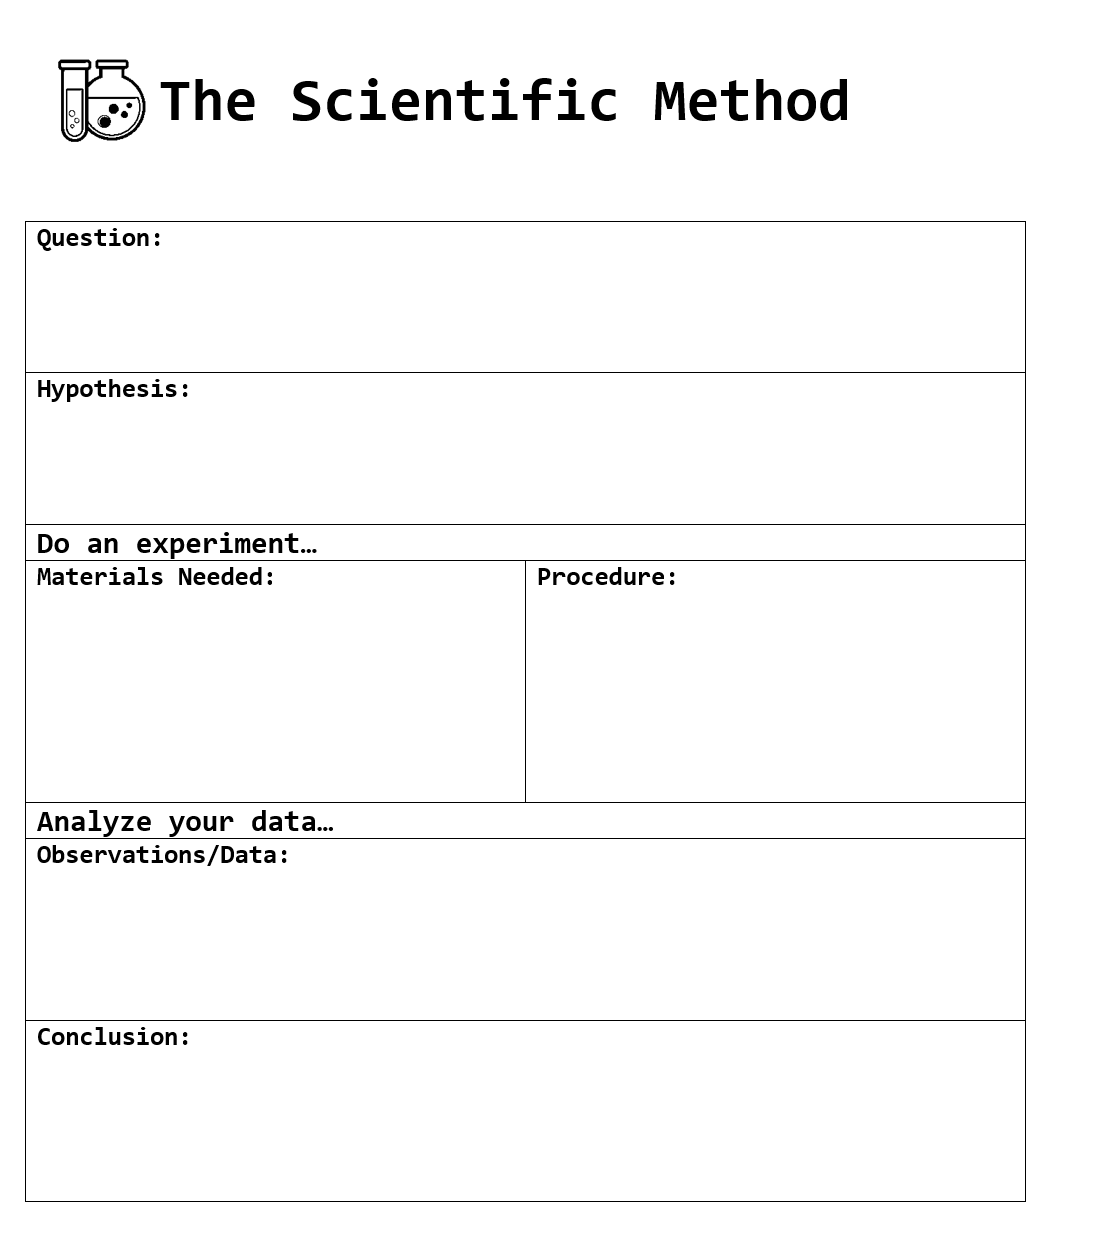 The Scientific Method
Question:
Hypothesis:
Do an experiment…
Materials Needed:
Procedure:
Analyze your data…
Observations/Data:
Conclusion: